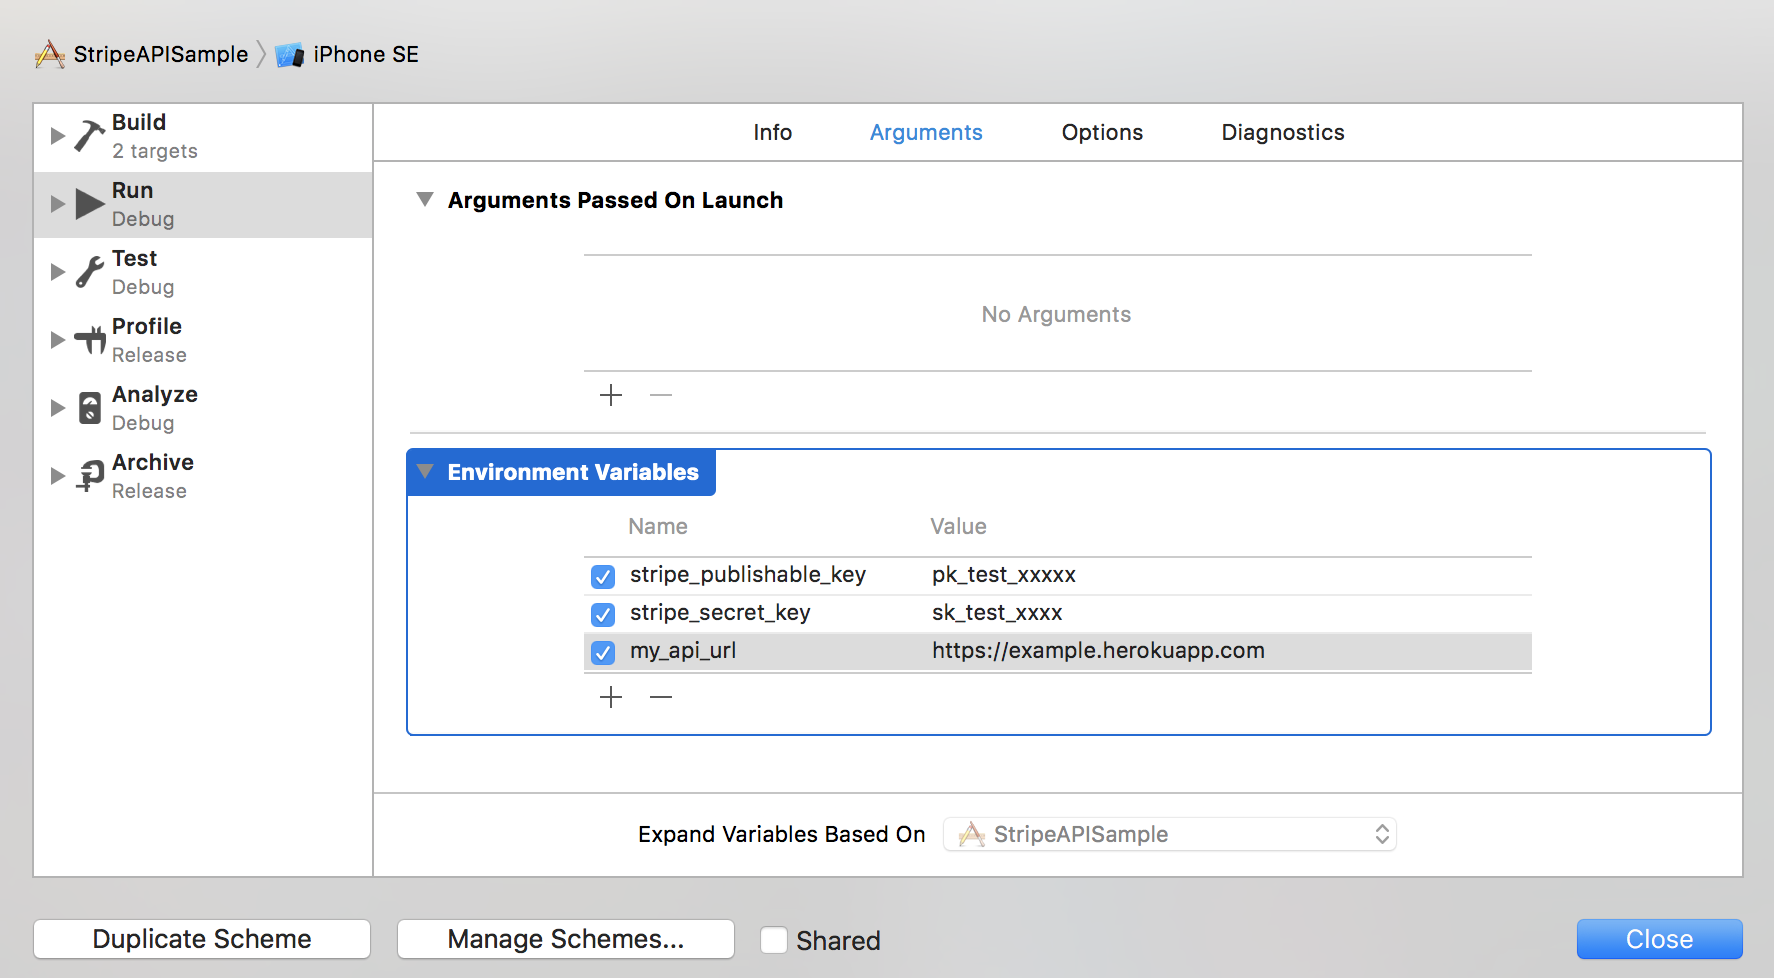 StripeAPISample iPhone SE
Build
2 targets
Run
Debug
Test
Debug
Profile
Release
Analyze
Debug
Archive
Release
Info Arguments Options Diagnostics
Arguments Passed On Launch
No Arguments
Environment Variables
Name Value
stripe_publishable_key pk_test_xxxxx
stripe_secret_key sk_test_xxxx
my_api_url https://example.herokuapp.com
Expand Variables Based On StripeAPISample
Duplicate Scheme Manage Schemes... Shared Close